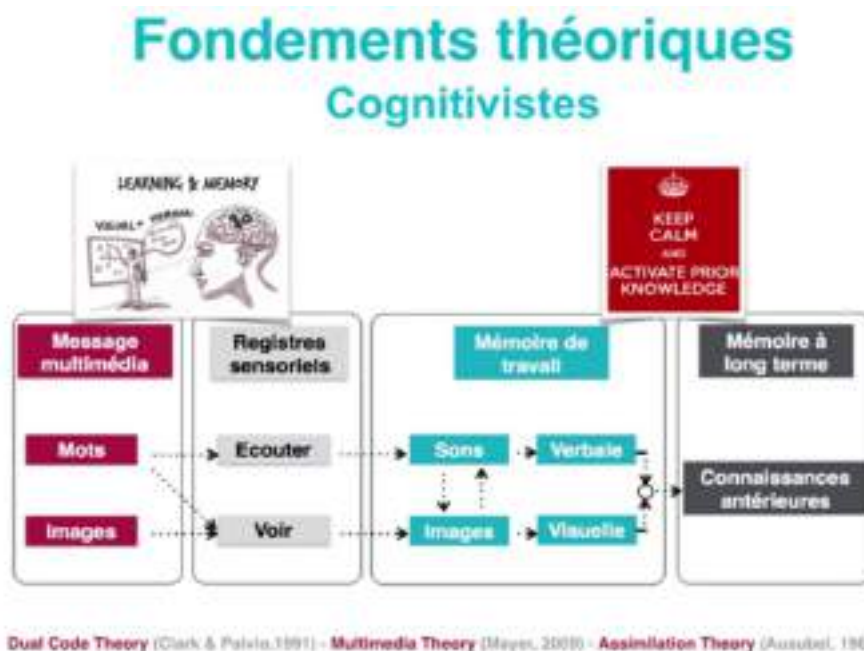 Fondements théoriques
Cognitivistes
LEARNING & MEMORY
VISUAL + VERBAL
KEEP
CALM
AND
ACTIVATE PRIOR
KNOWLEDGE
Message
multimédia
Registres
sensoriels
Mémoire de
travail
Mémoire à
long terme
Mots
Ecouter
Sons
Verbale
Connaissances
antérieures
Images
Voir
Images
Visuelle
Dual Code Theory (Clark & Paivio, 1991) - Multimedia Theory (Mayer, 2009) - Assimilation Theory (Ausubel,